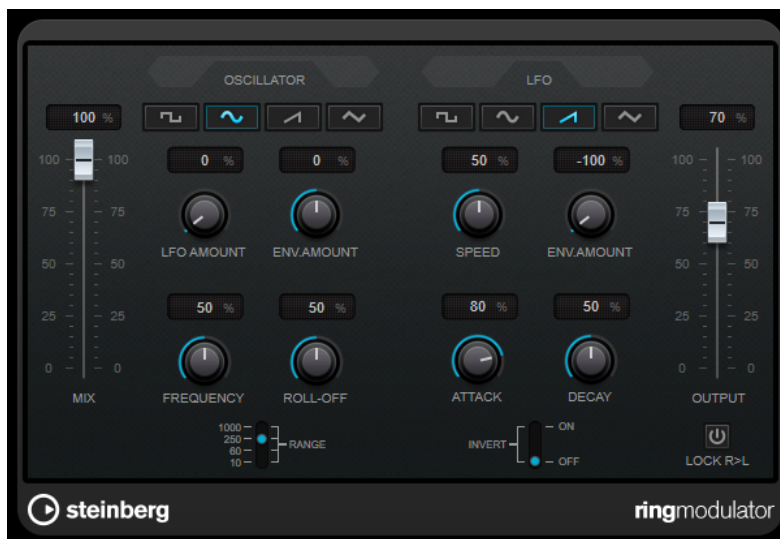 OSCILLATOR
LFO
100 %
70 %
0 %
0 %
50 %
-100 %
100 100
75 75
50 50
25 25
0 0
MIX
LFO AMOUNT
ENV.AMOUNT
SPEED
ENV.AMOUNT
50 %
50 %
80 %
50 %
FREQUENCY
ROLL-OFF
ATTACK
DECAY
100 100
75 75
50 50
25 25
0 0
OUTPUT
1000
250
60
10
RANGE
INVERT
ON
OFF
LOCK R>L
steinberg
ringmodulator